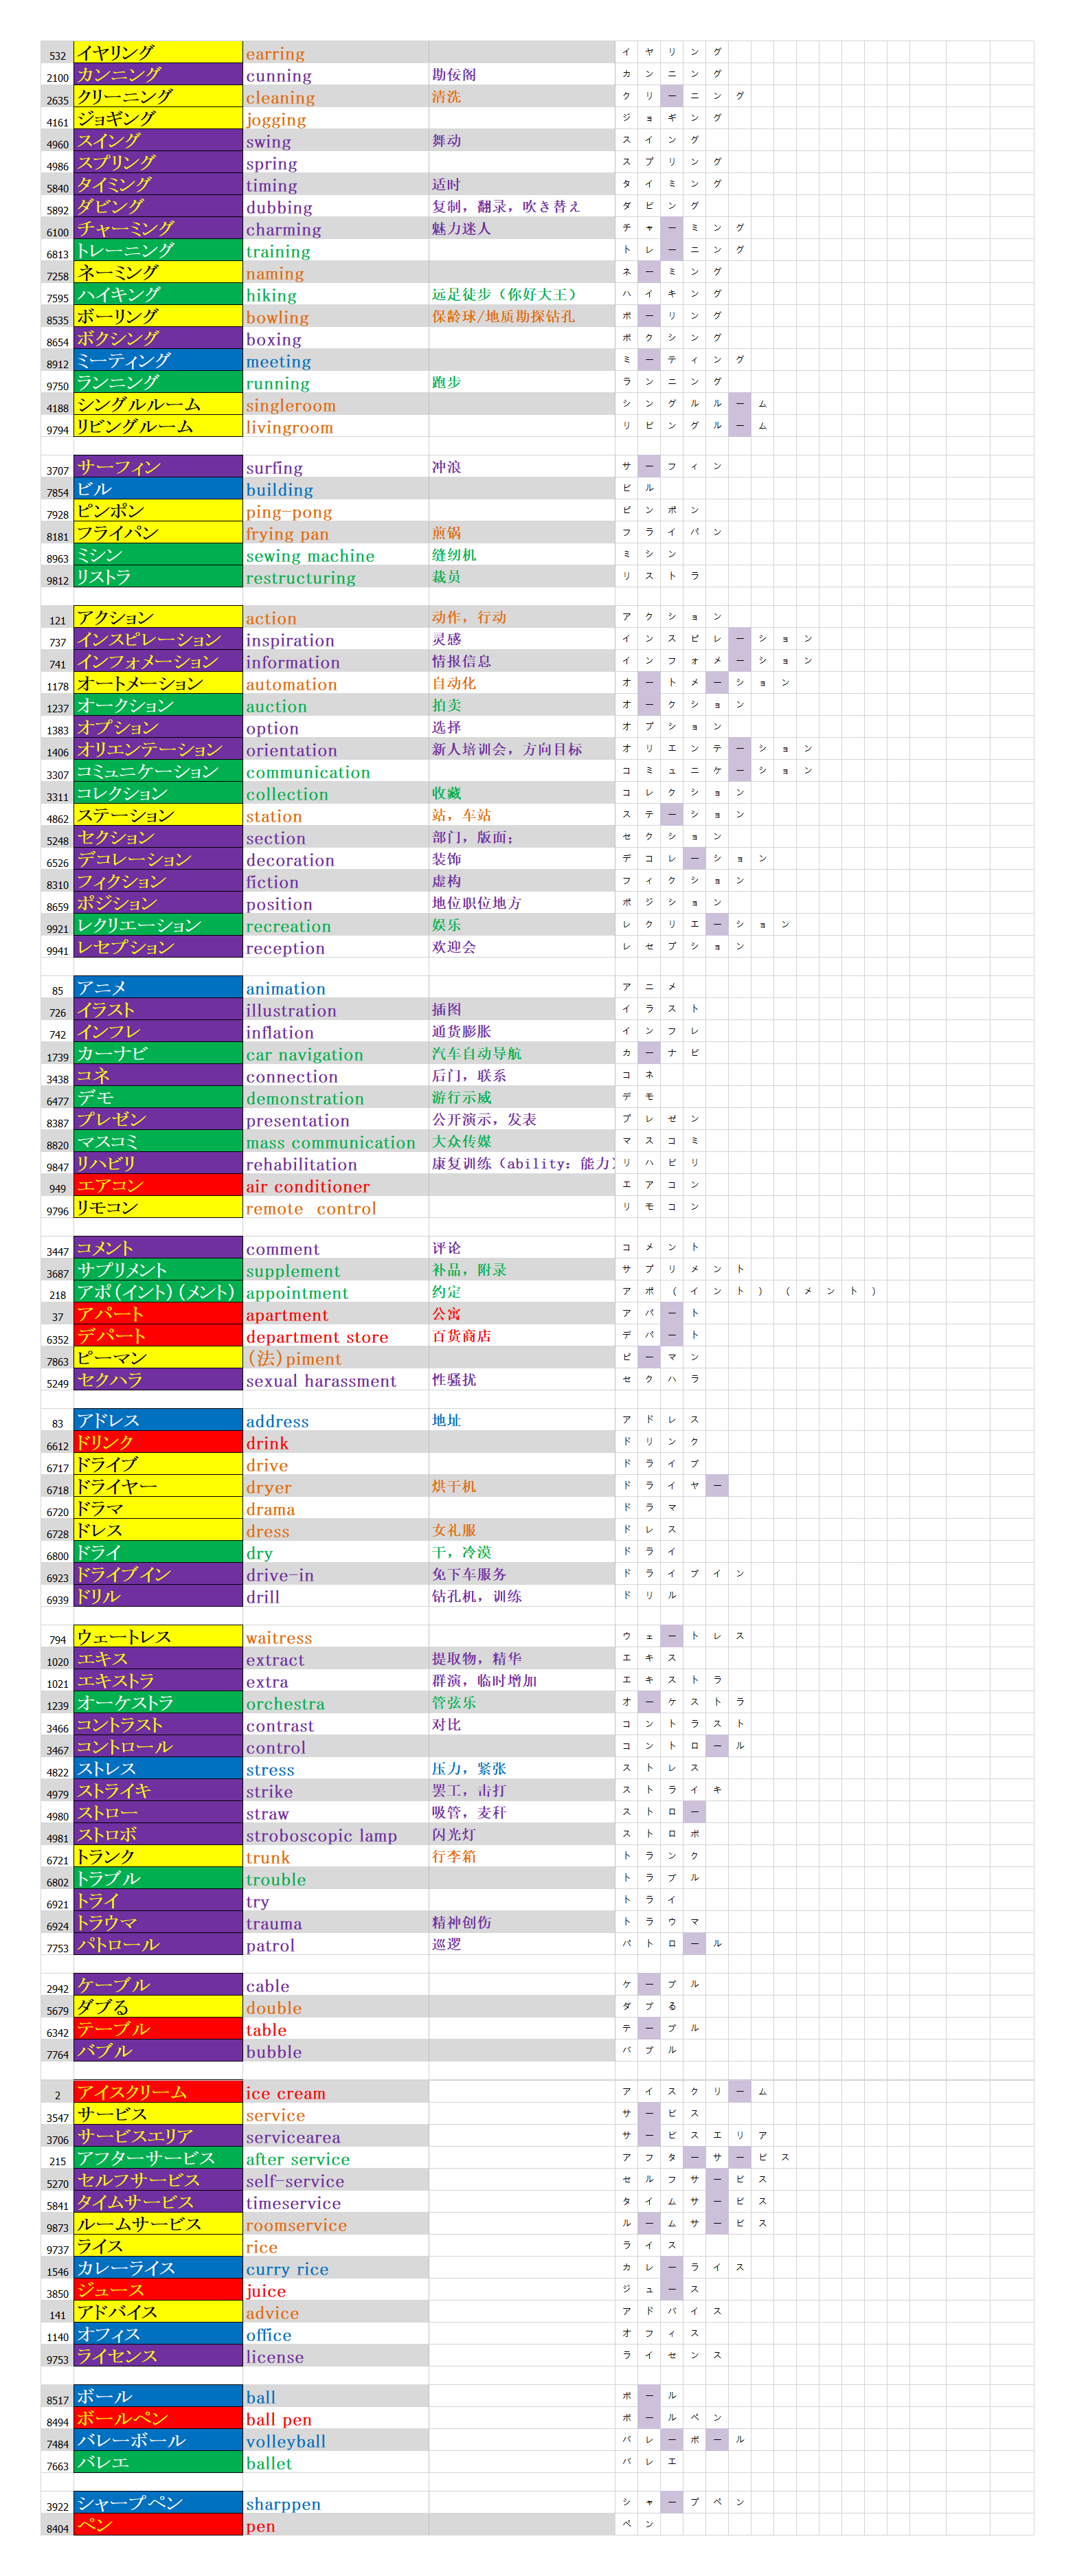 532 イヤリング earring イ ヤ リ ン グ
2100 カンニング cunning 勘佞阁 カ ン ニ ン グ
2635 クリーニング cleaning 清洗 ク リ ー ニ ン グ
4161 ジョギング jogging ジ ョ ギ ン グ
4960 スイング swing 舞动 ス イ ン グ
4986 スプリング spring ス プ リ ン グ
5840 タイミング timing 适时 タ イ ミ ン グ
5892 ダビング dubbing 复制，翻录，吹き替え ダ ビ ン グ
6100 チャーミング charming 魅力迷人 チ ャ ー ミ ン グ
6813 トレーニング training ト レ ー ニ ン グ
7258 ネーミング naming ネ ー ミ ン グ
7595 ハイキング hiking 远足徒步（你好大王） ハ イ キ ン グ
8535 ボーリング bowling 保龄球/地质勘探钻孔 ボ ー リ ン グ
8654 ボクシング boxing ボ ク シ ン グ
8912 ミーティング meeting ミ ー テ ィ ン グ
9750 ランニング running 跑步 ラ ン ニ ン グ
4188 シングルルーム singleroom シ ン グ ル ル ー ム
9794 リビングルーム livingroom リ ビ ン グ ル ー ム
3707 サーフィン surfing 冲浪 サ ー フ ィ ン
7854 ビル building ビ ル
7928 ピンポン ping-pong ピ ン ポ ン
8181 フライパン frying pan 煎锅 フ ラ イ パ ン
8963 ミシン sewing machine 缝纫机 ミ シ ン
9812 リストラ restructuring 裁员 リ ス ト ラ
121 アクション action 动作，行动 ア ク シ ョ ン
737 インスピレーション inspiration 灵感 イ ン ス ピ レ ー シ ョ ン
741 インフォメーション information 情报信息 イ ン フ ォ メ ー シ ョ ン
1178 オートメーション automation 自动化 オ ー ト メ ー シ ョ ン
1237 オークション auction 拍卖 オ ー ク シ ョ ン
1383 オプション option 选择 オ プ シ ョ ン
1406 オリエンテーション orientation 新人培训会，方向目标 オ リ エ ン テ ー シ ョ ン
3307 コミュニケーション communication コ ミ ュ ニ ケ ー シ ョ ン
3311 コレクション collection 收藏 コ レ ク シ ョ ン
4862 ステーション station 站，车站 ス テ ー シ ョ ン
5248 セクション section 部门，版面； セ ク シ ョ ン
6526 デコレーション decoration 装饰 デ コ レ ー シ ョ ン
8310 フィクション fiction 虚构 フ ィ ク シ ョ ン
8659 ポジション position 地位职位地方 ポ ジ シ ョ ン
9921 レクリエーション recreation 娱乐 レ ク リ エ ー シ ョ ン
9941 レセプション reception 欢迎会 レ セ プ シ ョ ン
85 アニメ animation ア ニ メ
726 イラスト illustration 插图 イ ラ ス ト
742 インフレ inflation 通货膨胀 イ ン フ レ
1739 カーナビ car navigation 汽车自动导航 カ ー ナ ビ
3438 コネ connection 后门，联系 コ ネ
6477 デモ demonstration 游行示威 デ モ
8387 プレゼン presentation 公开演示，发表 プ レ ゼ ン
8820 マスコミ mass communication 大众传媒 マ ス コ ミ
9847 リハビリ rehabilitation 康复训练（ability：能力） リ ハ ビ リ
949 エアコン air conditioner エ ア コ ン
9796 リモコン remote control リ モ コ ン
3447 コメント comment 评论 コ メ ン ト
3687 サプリメント supplement 补品，附录 サ プ リ メ ン ト
218 アポ(イント)(メント) appointment 约定 ア ポ ( イ ン ト ) ( メ ン ト )
37 アパート apartment 公寓 ア パ ー ト
6352 デパート department store 百货商店 デ パ ー ト
7863 ピーマン (法)piment ピ ー マ ン
5249 セクハラ sexual harassment 性骚扰 セ ク ハ ラ
83 アドレス address 地址 ア ド レ ス
6612 ドリンク drink ド リ ン ク
6717 ドライブ drive ド ラ イ ブ
6718 ドライヤー dryer 烘干机 ド ラ イ ヤ ー
6720 ドラマ drama ド ラ マ
6728 ドレス dress 女礼服 ド レ ス
6800 ドライ dry 干，冷漠 ド ラ イ
6923 ドライブイン drive-in 免下车服务 ド ラ イ ブ イ ン
6939 ドリル drill 钻孔机，训练 ド リ ル
794 ウェートレス waitress ウ ェ ー ト レ ス
1020 エキス extract 提取物，精华 エ キ ス
1021 エキストラ extra 群演，临时增加 エ キ ス ト ラ
1239 オーケストラ orchestra 管弦乐 オ ー ケ ス ト ラ
3466 コントラスト contrast 对比 コ ン ト ラ ス ト
3467 コントロール control コ ン ト ロ ー ル
4822 ストレス stress 压力，紧张 ス ト レ ス
4979 ストライキ strike 罢工，击打 ス ト ラ イ キ
4980 ストロー straw 吸管，麦秆 ス ト ロ ー
4981 ストロボ stroboscopic lamp 闪光灯 ス ト ロ ボ
6721 トランク trunk 行李箱 ト ラ ン ク
6802 トラブル trouble ト ラ ブ ル
6921 トライ try ト ラ イ
6924 トラウマ trauma 精神创伤 ト ラ ウ マ
7753 パトロール patrol 巡逻 パ ト ロ ー ル
2942 ケーブル cable ケ ー ブ ル
5679 ダブる double ダ ブ る
6342 テーブル table テ ー ブ ル
7764 バブル bubble バ ブ ル
2 アイスクリーム ice cream ア イ ス ク リ ー ム
3547 サービス service サ ー ビ ス
3706 サービスエリア servicearea サ ー ビ ス エ リ ア
215 アフターサービス after service ア フ タ ー サ ー ビ ス
5270 セルフサービス self-service セ ル フ サ ー ビ ス
5841 タイムサービス timeservice タ イ ム サ ー ビ ス
9873 ルームサービス roomservice ル ー ム サ ー ビ ス
9737 ライス rice ラ イ ス
1546 カレーライス curry rice カ レ ー ラ イ ス
3850 ジュース juice ジ ュ ー ス
141 アドバイス advice ア ド バ イ ス
1140 オフィス office オ フ ィ ス
9753 ライセンス license ラ イ セ ン ス
8517 ボール ball ボ ー ル
8494 ボールペン ball pen ボ ー ル ペ ン
7484 バレーボール volleyball バ レ ー ボ ー ル
7663 バレエ ballet バ レ エ
3922 シャープペン sharppen シ ャ ー プ ペ ン
8404 ペン pen ペ ン